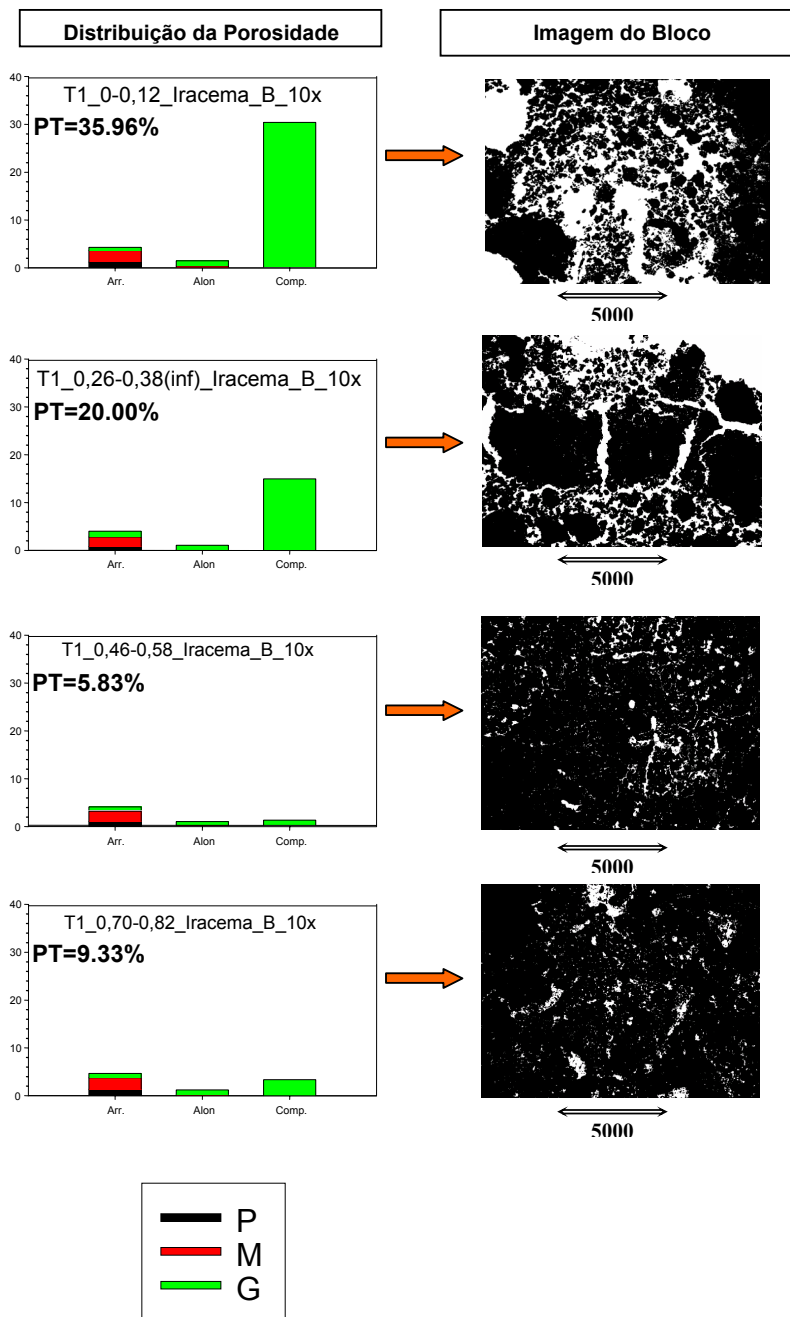 Distribuição da Porosidade
Imagem do Bloco
T1_0-0,12_Iracema_B_10x
PT=35.96%
40
30
20
10
0
Arr.
Alon
Comp.
5000
T1_0,26-0,38(inf)_Iracema_B_10x
PT=20.00%
40
30
20
10
0
Arr.
Alon
Comp.
5000
T1_0,46-0,58_Iracema_B_10x
PT=5.83%
40
30
20
10
0
Arr.
Alon
Comp.
5000
T1_0,70-0,82_Iracema_B_10x
PT=9.33%
40
30
20
10
0
Arr.
Alon
Comp.
5000
P
M
G